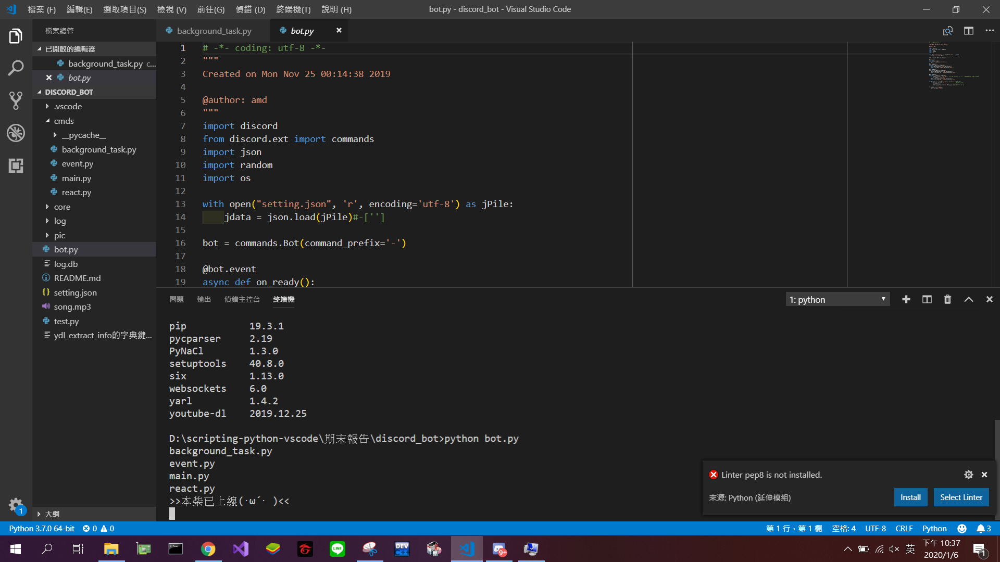 檔案 (F) 編輯(E) 選取項目(S) 檢視 (V) 前往(G) 偵錯 (D) 終端機(T) 說明 (H)
bot.py - discord_bot - Visual Studio Code
檔案總管
已開啟的編輯器
background_task.py c...
bot.py
DISCORD_BOT
.vscode
cmds
__pycache__
background_task.py
event.py
main.py
react.py
core
log
pic
bot.py
log.db
README.md
setting.json
song.mp3
test.py
ydl_extract_info的字典鍵...
大綱
background_task.py
bot.py
1 # -*- coding: utf-8 -*-
2 """
3 Created on Mon Nov 25 00:14:38 2019
4
5 @author: amd
6 """
7 import discord
8 from discord.ext import commands
9 import json
10 import random
11 import os
12
13 with open("setting.json", 'r', encoding='utf-8') as jPile:
14 jdata = json.load(jPile)#-['']
15
16 bot = commands.Bot(command_prefix='-')
17
18 @bot.event
19 async def on_ready():
問題 輸出 偵錯主控台 終端機
1: python
pip 19.3.1
pycparser 2.19
PyNaCl 1.3.0
setuptools 40.8.0
six 1.13.0
websockets 6.0
yarl 1.4.2
youtube-dl 2019.12.25
D:\scripting-python-vscode\期末報告\discord_bot>python bot.py
background_task.py
event.py
main.py
react.py
>>本柴已上線(･ω´･ )<<
Linter pep8 is not installed.
來源: Python (延伸模組)
Install
Select Linter
1
Python 3.7.0 64-bit 0 0
第 1 行，第 1 欄 空格: 4 UTF-8 CRLF Python 3
LINE
DEV C++
9+
英
下午 10:37
2020/1/6
1